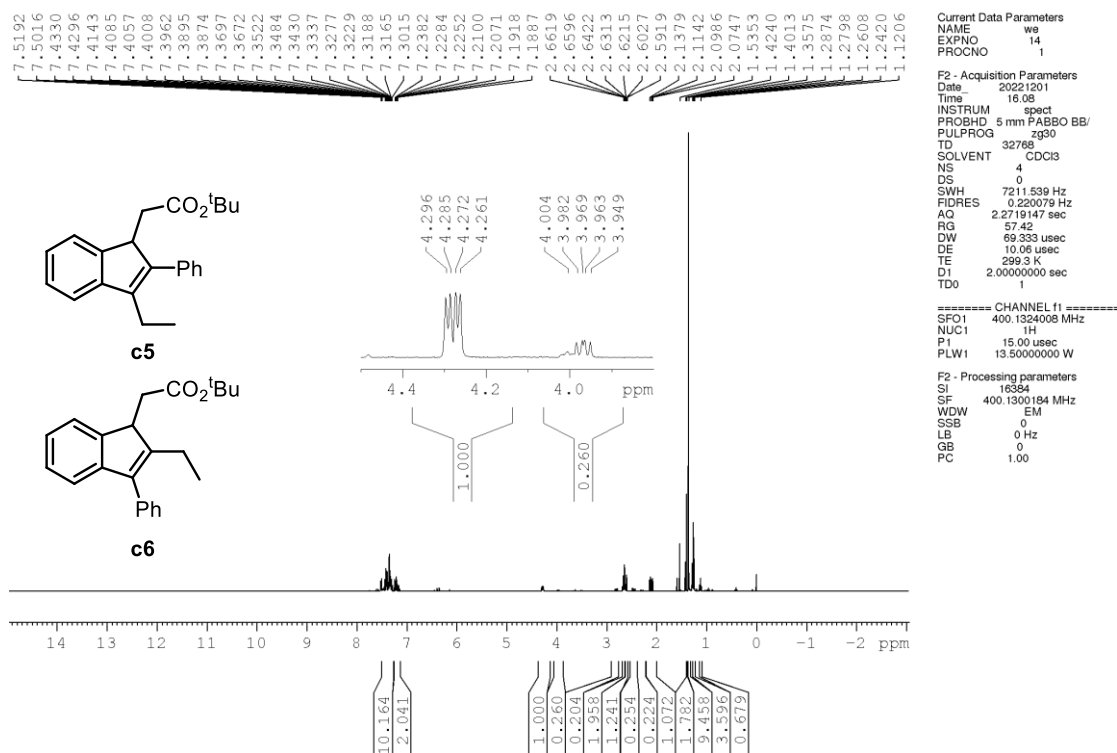 7.5192
7.5016
7.4330
7.4296
7.4143
7.4085
7.4057
7.4008
7.3962
7.3895
7.3874
7.3697
7.3672
7.3522
7.3484
7.3430
7.3337
7.3277
7.3229
7.3188
7.3165
7.3015
7.2382
7.2284
7.2252
7.2100
7.2071
7.1918
7.1887
2.6619
2.6596
2.6422
2.6313
2.6215
2.6027
2.5919
2.1379
2.1142
2.0986
2.0747
1.5353
1.4240
1.4013
1.3575
1.2874
1.2798
1.2608
1.2420
1.1206
Current Data Parameters
NAME we
EXPNO 14
PROCNO 1
F2 - Acquisition Parameters
Date_ 20221201
Time 16.08
INSTRUM spect
PROBHD 5 mm PABBO BB/
PULPROG zg30
TD 32768
SOLVENT CDCl3
NS 4
DS 0
SWH 7211.539 Hz
FIDRES 0.220079 Hz
AQ 2.2719147 sec
RG 57.42
DW 69.333 usec
DE 10.06 usec
TE 299.3 K
D1 2.00000000 sec
TD0 1
======== CHANNEL f1 ========
SFO1 400.1324008 MHz
NUC1 1H
P1 15.00 usec
PLW1 13.50000000 W
F2 - Processing parameters
SI 16384
SF 400.1300184 MHz
WDW EM
SSB 0
LB 0 Hz
GB 0
PC 1.00
CO2tBu
Ph
c5
CO2tBu
Ph
c6
4.296
4.285
4.272
4.261
4.004
3.982
3.969
3.963
3.949
4.4 4.2 4.0 ppm
1.000
0.260
14 13 12 11 10 9 8 7 6 5 4 3 2 1 0 -1 -2 ppm
10.164
2.041
1.000
0.260
0.204
1.958
1.241
0.254
0.224
1.072
1.782
9.458
3.596
0.679